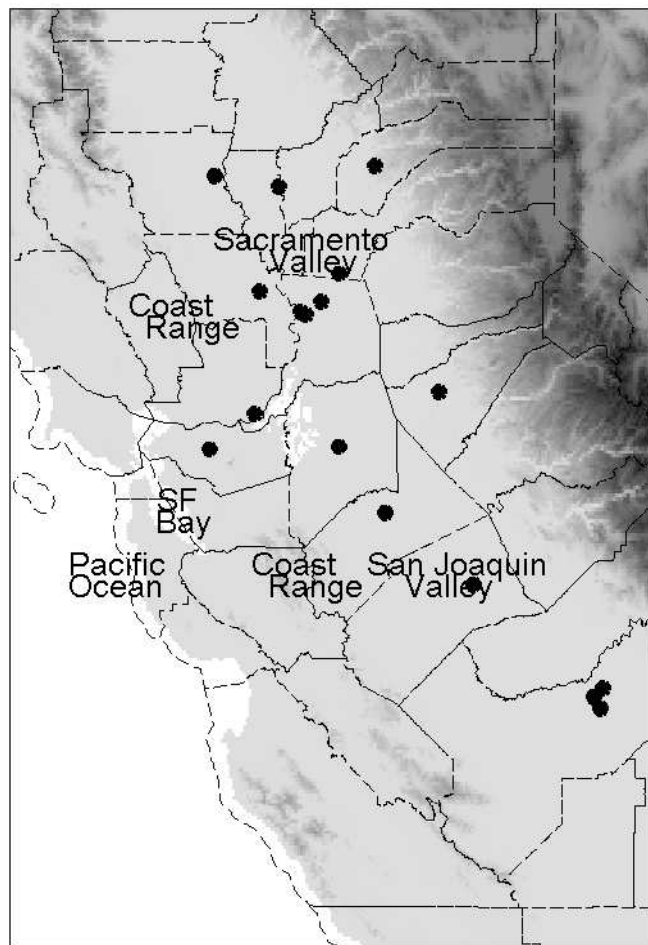 Sacramento
Valley
Coast
Range
SF
Bay
Pacific
Ocean
Coast
Range
San Joaquin
Valley